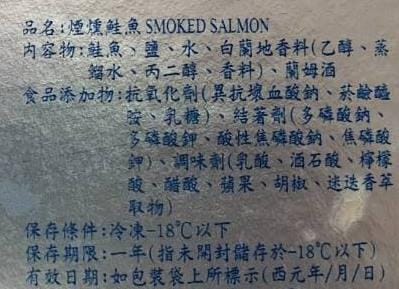 品名:煙燻鮭魚 SMOKED SALMON
內容物:鮭魚、鹽、水、白蘭地香料(乙醇、蒸
餾水、丙二醇、香料)、蘭姆酒
食品添加物:抗氧化劑(異抗壞血酸鈉、菸鹼醯
胺、乳糖)、結著劑(多磷酸鈉、
多磷酸鉀、酸性焦磷酸鈉、焦磷酸
鉀)、調味劑(乳酸、酒石酸、檸檬
酸、醋酸、蘋果、胡椒、迷迭香萃
取物)
保存條件:冷凍-18℃以下
保存期限:一年(指未開封儲存於-18℃以下)
有效日期:如包裝袋上所標示(西元年/月/日)